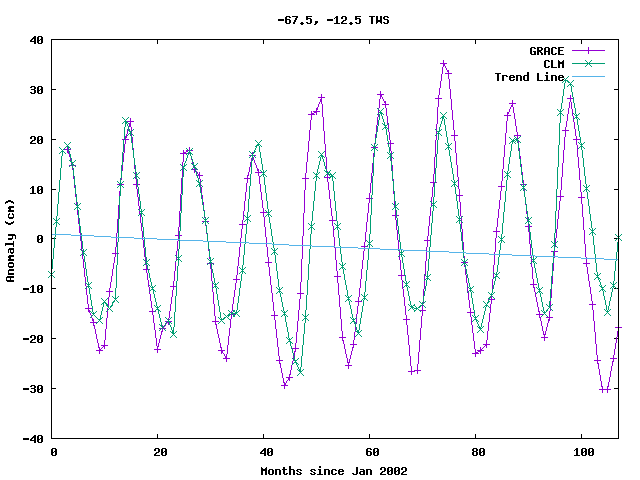 -67.5, -12.5 TWS
GRACE
CLM
Trend Line
40
30
20
10
0
-10
-20
-30
-40
Anomaly (cm)
0 20 40 60 80 100
Months since Jan 2002